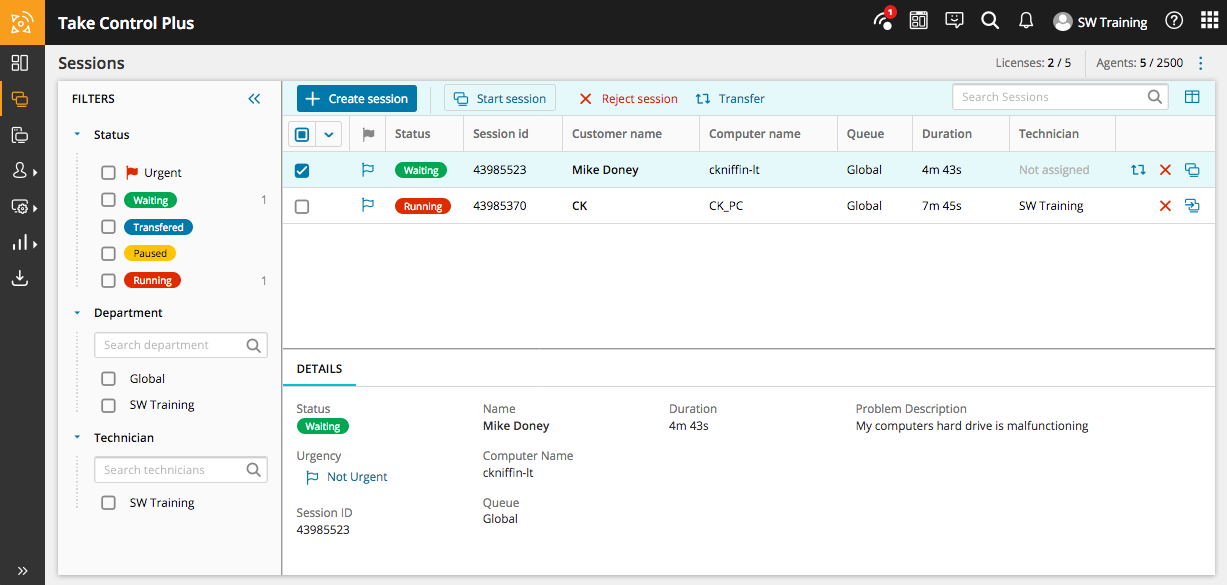 Take Control Plus
1
SW Training
Sessions
Licenses: 2 / 5
Agents: 5 / 2500
FILTERS
Create session
Start session
Reject session
Transfer
Search Sessions
Status
Urgent
Waiting 1
Transfered
Paused
Running 1
Department
Search department
Global
SW Training
Technician
Search technicians
SW Training
Status Session id Customer name Computer name Queue Duration Technician
Waiting 43985523 Mike Doney ckniffin-lt Global 4m 43s Not assigned
Running 43985370 CK CK_PC Global 7m 45s SW Training
DETAILS
Status
Waiting
Urgency
Not Urgent
Session ID
43985523
Name
Mike Doney
Computer Name
ckniffin-lt
Queue
Global
Duration
4m 43s
Problem Description
My computers hard drive is malfunctioning